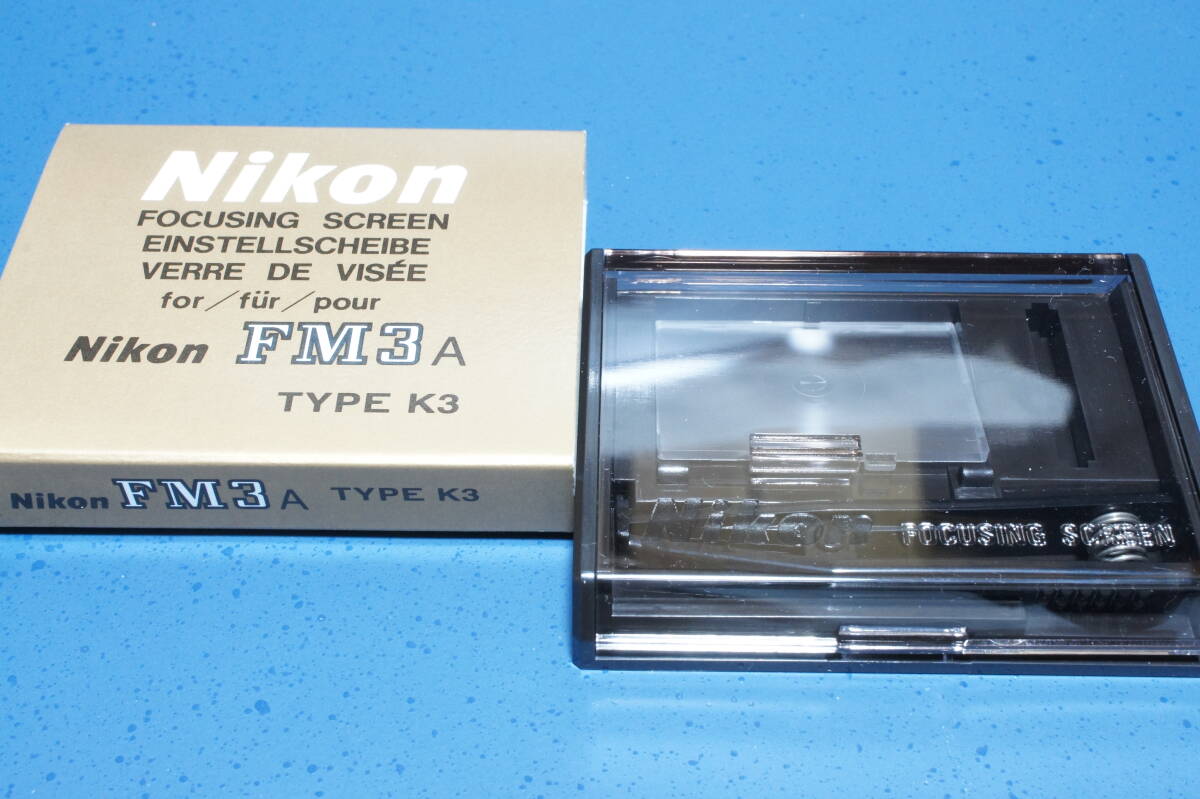 Nikon
FOCUSING SCREEN
EINSTELLSCHEIBE
VERRE DE VISÉE
for/für/pour
Nikon FM3A
TYPE K3
Nikon FM3A TYPE K3
Nikon FOCUSING SCREEN